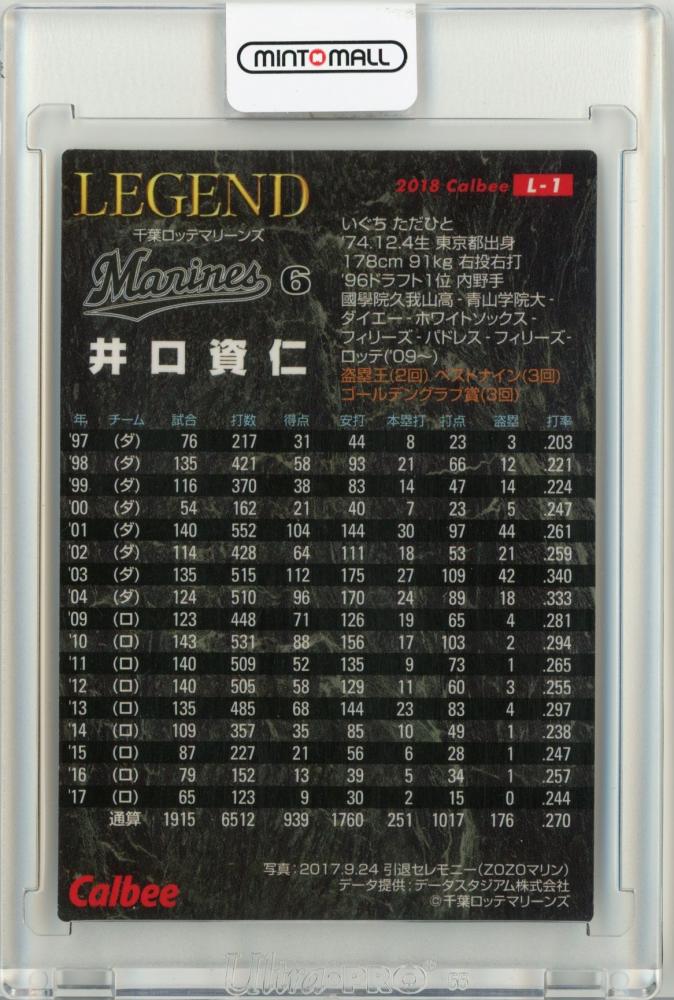 MINTOMALL
LEGEND
2018 Calbee L-1
千葉ロッテマリーンズ
Marines 6
井口資仁
いぐち ただひと
'74.12.4生 東京都出身
178cm 91kg 右投右打
'96ドラフト1位 内野手
國學院久我山高-青山学院大-
ダイエー-ホワイトソックス-
フィリーズ-パドレス-フィリーズ-
ロッテ('09〜)
盗塁王(2回).ベストナイン(3回)
ゴールデングラブ賞(3回)
年 チーム 試合 打数 得点 安打 本塁打 打点 盗塁 打率
'97 (ダ) 76 217 31 44 8 23 3 .203
'98 (ダ) 135 421 58 93 21 66 12 .221
'99 (ダ) 116 370 38 83 14 47 14 .224
'00 (ダ) 54 162 21 40 7 23 5 .247
'01 (ダ) 140 552 104 144 30 97 44 .261
'02 (ダ) 114 428 64 111 18 53 21 .259
'03 (ダ) 135 515 112 175 27 109 42 .340
'04 (ダ) 124 510 96 170 24 89 18 .333
'09 (ロ) 123 448 71 126 19 65 4 .281
'10 (ロ) 143 531 88 156 17 103 2 .294
'11 (ロ) 140 509 52 135 9 73 1 .265
'12 (ロ) 140 505 58 129 11 60 3 .255
'13 (ロ) 135 485 68 144 23 83 4 .297
'14 (ロ) 109 357 35 85 10 49 1 .238
'15 (ロ) 87 227 21 56 6 28 1 .247
'16 (ロ) 79 152 13 39 5 34 1 .257
'17 (ロ) 65 123 9 30 2 15 0 .244
通算 1915 6512 939 1760 251 1017 176 .270
写真:2017.9.24 引退セレモニー(ZOZOマリン)
データ提供:データスタジアム株式会社
©千葉ロッテマリーンズ
Calbee
Ultra-PRO® 55